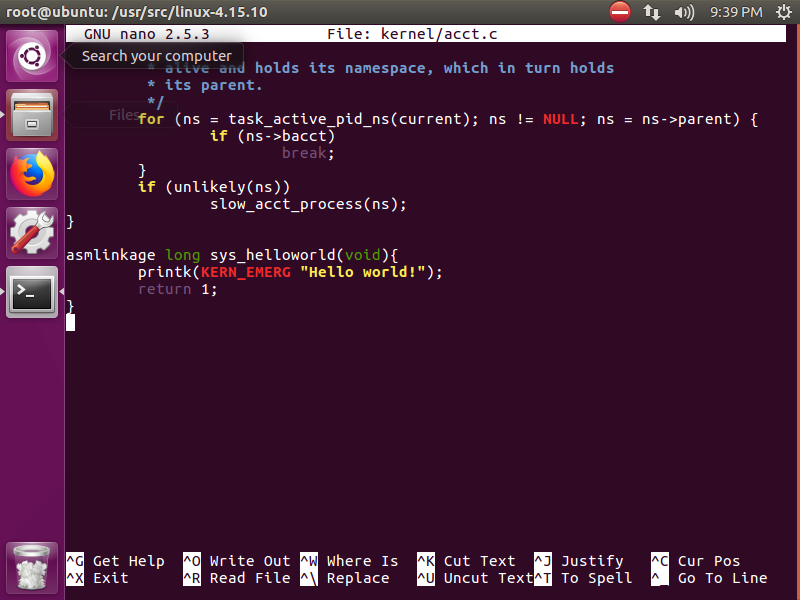 root@ubuntu: /usr/src/linux-4.15.10
9:39 PM
GNU nano 2.5.3 File: kernel/acct.c
Search your computer
* alive and holds its namespace, which in turn holds
* its parent.
*/
Files
for (ns = task_active_pid_ns(current); ns != NULL; ns = ns->parent) {
if (ns->bacct)
break;
}
if (unlikely(ns))
slow_acct_process(ns);
}
asmlinkage long sys_helloworld(void){
printk(KERN_EMERG "Hello world!");
return 1;
}
^G Get Help ^O Write Out ^W Where Is ^K Cut Text ^J Justify ^C Cur Pos
^X Exit ^R Read File ^\ Replace ^U Uncut Text ^T To Spell ^_ Go To Line